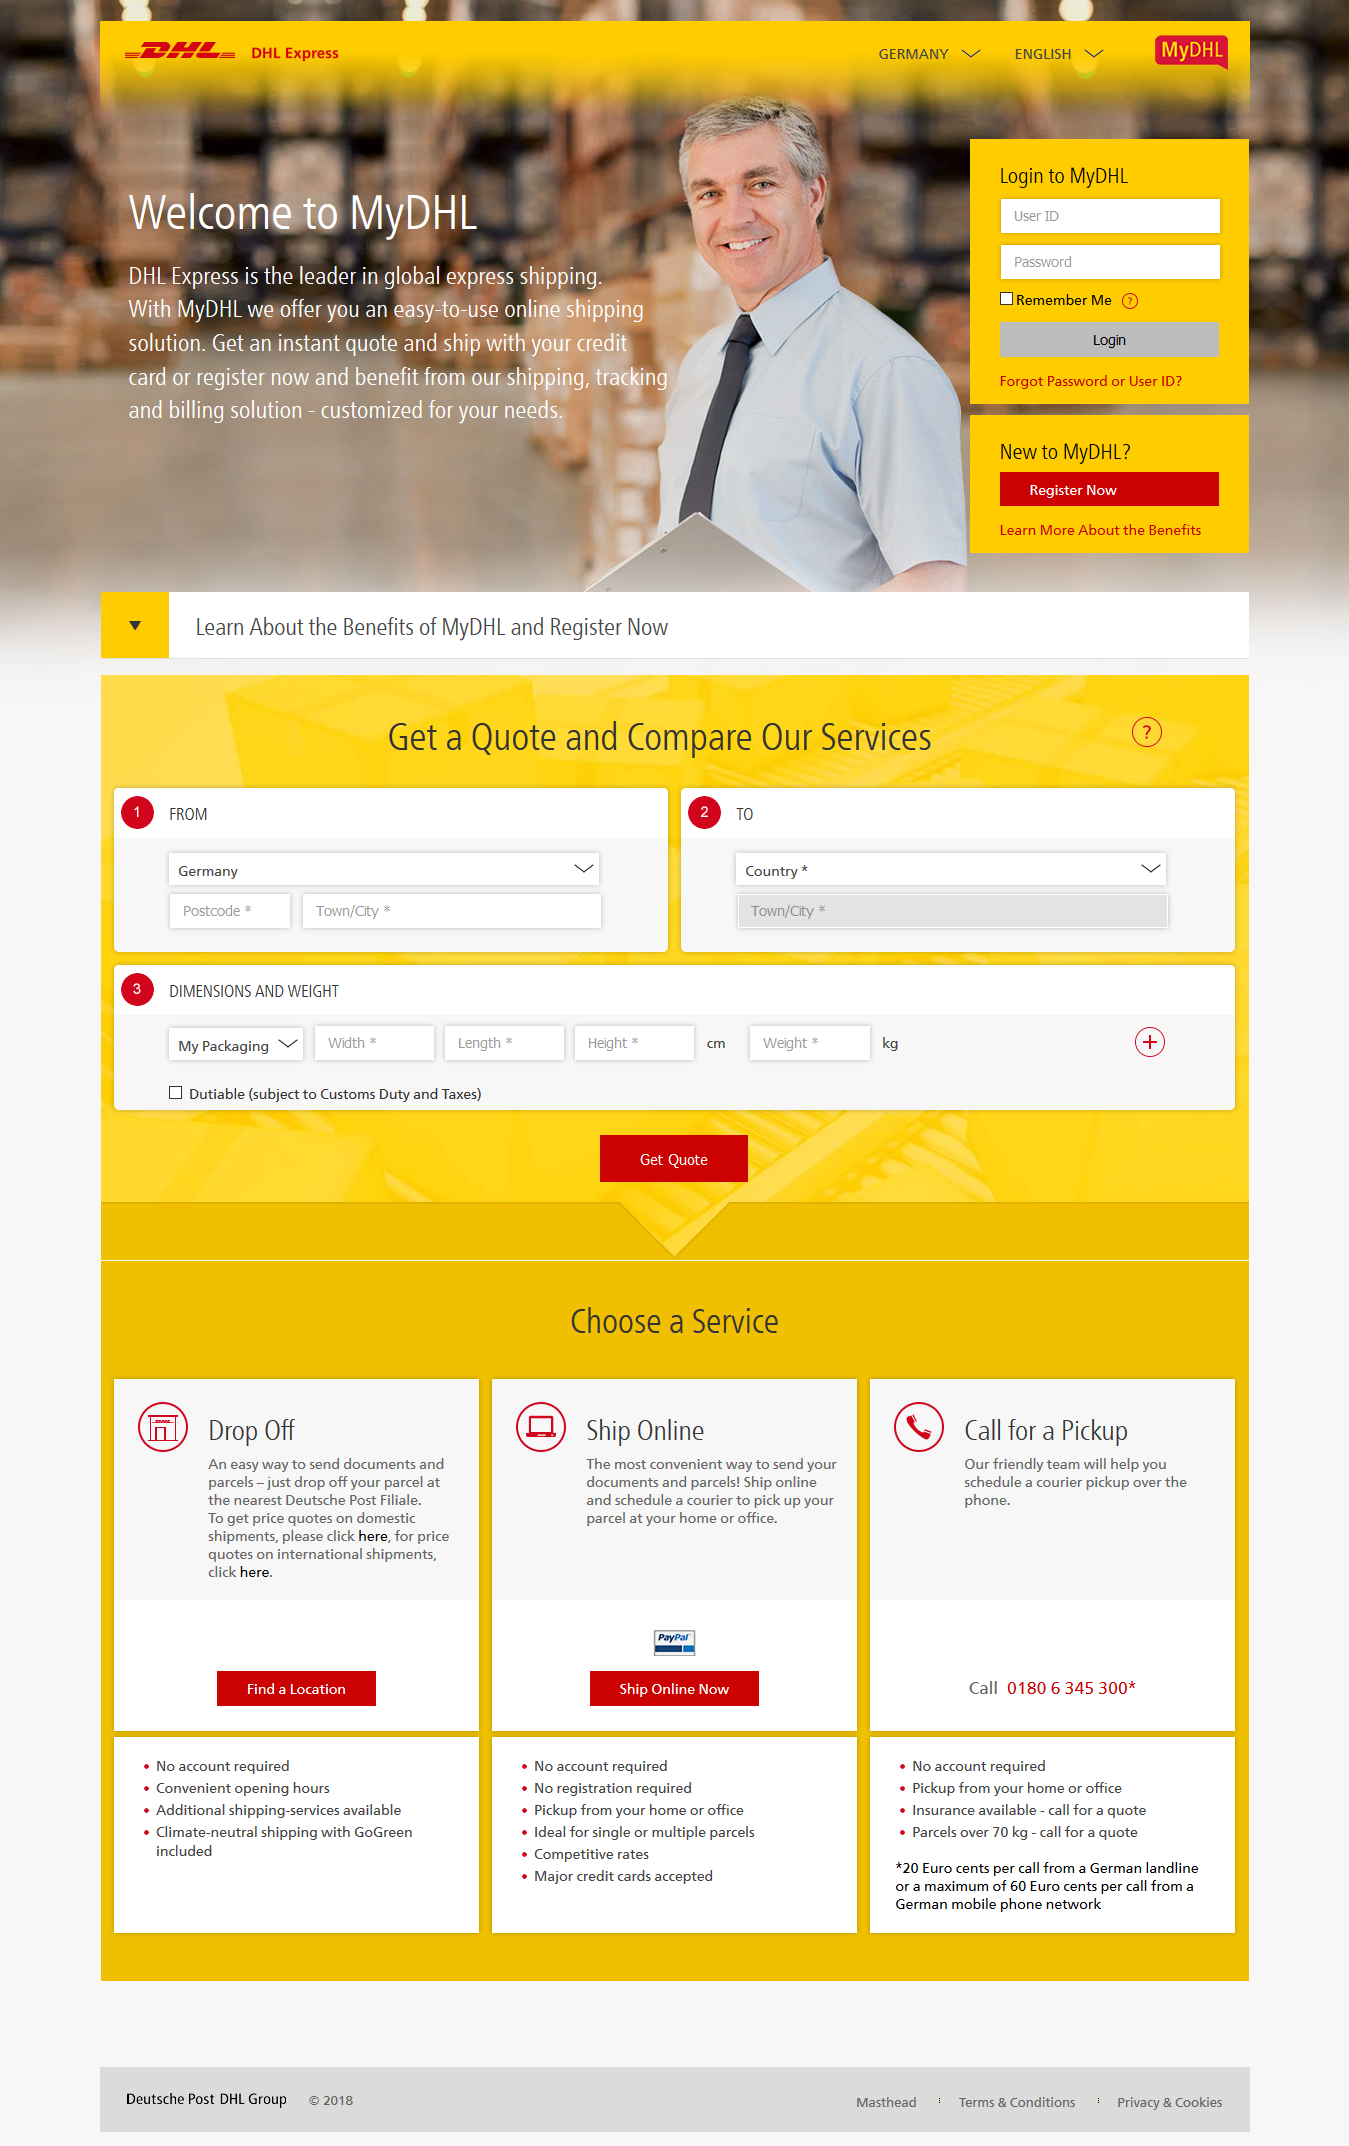 DHL DHL Express GERMANY ENGLISH MyDHL
Welcome to MyDHL
DHL Express is the leader in global express shipping.
With MyDHL we offer you an easy-to-use online shipping
solution. Get an instant quote and ship with your credit
card or register now and benefit from our shipping, tracking
and billing solution - customized for your needs.
Login to MyDHL
User ID
Password
Remember Me ?
Login
Forgot Password or User ID?
New to MyDHL?
Register Now
Learn More About the Benefits
Learn About the Benefits of MyDHL and Register Now
Get a Quote and Compare Our Services ?
1 FROM
Germany
Postcode * Town/City *
2 TO
Country *
Town/City *
3 DIMENSIONS AND WEIGHT
My Packaging Width * Length * Height * cm Weight * kg
Dutiable (subject to Customs Duty and Taxes)
Get Quote
Choose a Service
Drop Off
An easy way to send documents and
parcels – just drop off your parcel at
the nearest Deutsche Post Filiale.
To get price quotes on domestic
shipments, please click here, for price
quotes on international shipments,
click here.
Find a Location
No account required
Convenient opening hours
Additional shipping-services available
Climate-neutral shipping with GoGreen
included
Ship Online
The most convenient way to send your
documents and parcels! Ship online
and schedule a courier to pick up your
parcel at your home or office.
PayPal
Ship Online Now
No account required
No registration required
Pickup from your home or office
Ideal for single or multiple parcels
Competitive rates
Major credit cards accepted
Call for a Pickup
Our friendly team will help you
schedule a courier pickup over the
phone.
Call 0180 6 345 300*
No account required
Pickup from your home or office
Insurance available - call for a quote
Parcels over 70 kg - call for a quote
*20 Euro cents per call from a German landline
or a maximum of 60 Euro cents per call from a
German mobile phone network
Deutsche Post DHL Group © 2018 Masthead Terms & Conditions Privacy & Cookies